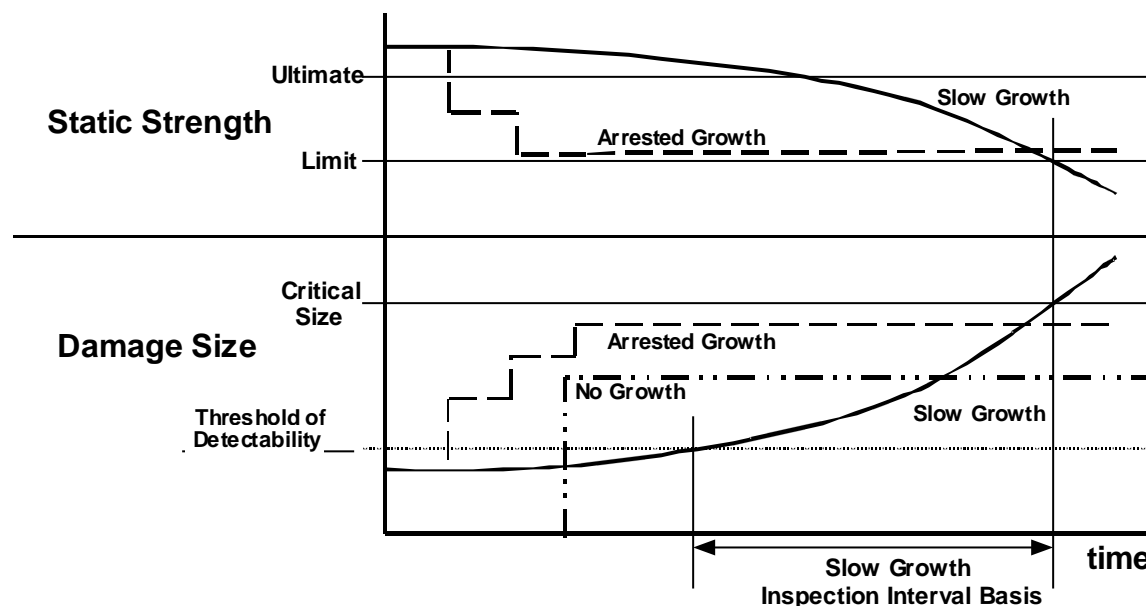 Ultimate
Slow Growth
Static Strength
Arrested Growth
Limit
Critical
Size
Damage Size
Arrested Growth
No Growth
Slow Growth
Threshold of
Detectability
time
Slow Growth
Inspection Interval Basis